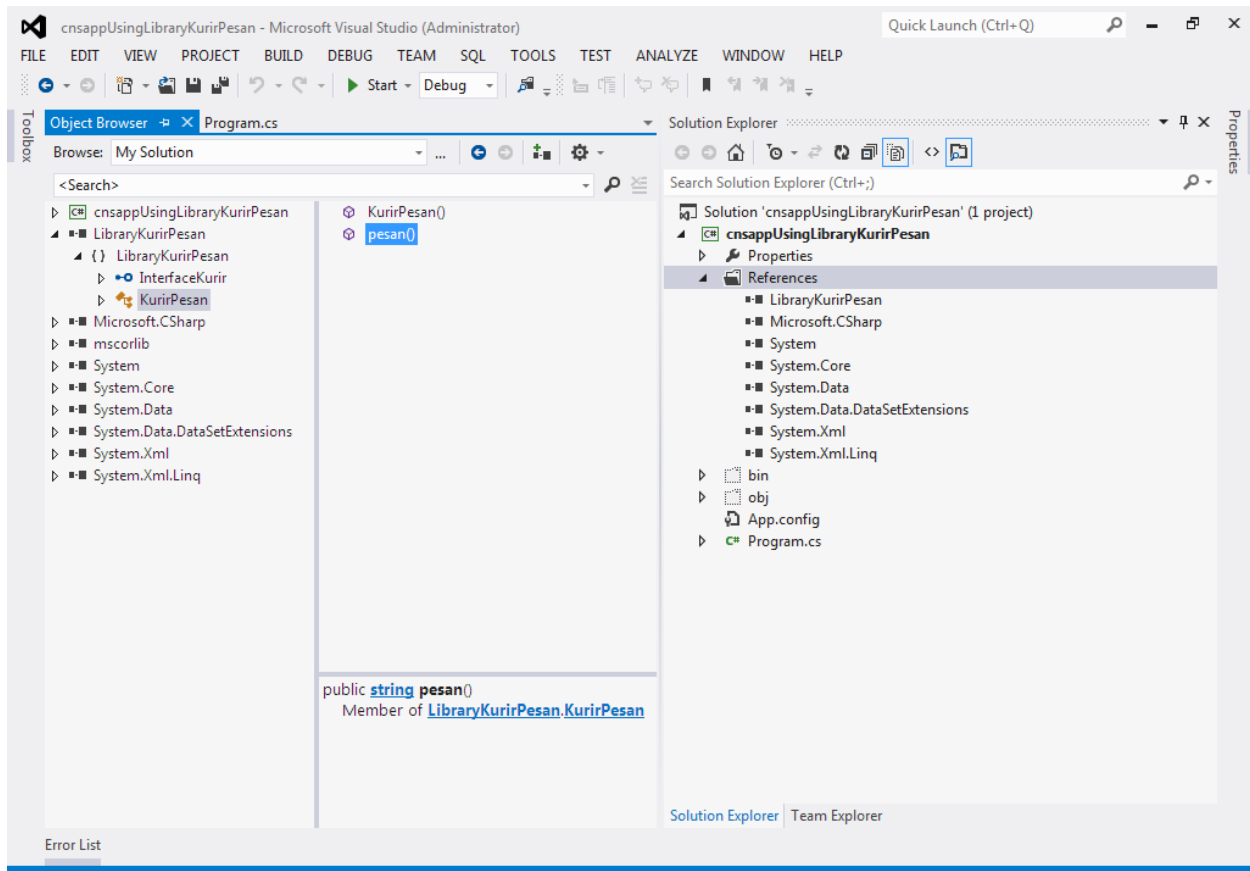 cnsappUsingLibraryKurirPesan - Microsoft Visual Studio (Administrator)
Quick Launch (Ctrl+Q)
FILE EDIT VIEW PROJECT BUILD DEBUG TEAM SQL TOOLS TEST ANALYZE WINDOW HELP
Start Debug
Toolbox
Object Browser Program.cs
Browse: My Solution ...
<Search>
C# cnsappUsingLibraryKurirPesan
LibraryKurirPesan
{ } LibraryKurirPesan
InterfaceKurir
KurirPesan
Microsoft.CSharp
mscorlib
System
System.Core
System.Data
System.Data.DataSetExtensions
System.Xml
System.Xml.Linq
KurirPesan()
pesan()
public string pesan()
Member of LibraryKurirPesan.KurirPesan
Solution Explorer
Search Solution Explorer (Ctrl+;)
Solution 'cnsappUsingLibraryKurirPesan' (1 project)
C# cnsappUsingLibraryKurirPesan
Properties
References
LibraryKurirPesan
Microsoft.CSharp
System
System.Core
System.Data
System.Data.DataSetExtensions
System.Xml
System.Xml.Linq
bin
obj
App.config
C# Program.cs
Solution Explorer Team Explorer
Properties
Error List